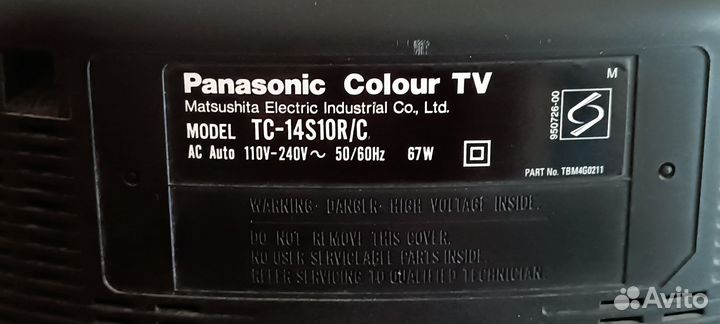 Panasonic Colour TV
Matsushita Electric Industrial Co., Ltd.
MODEL TC-14S10R/C
AC Auto 110V-240V~ 50/60Hz 67W
M
950726-00
PART No. TBM4G0211
WARNING· DANGER· HIGH VOLTAGE INSIDE.
DO NOT REMOVE THIS COVER.
NO USER SERVICEABLE PARTS INSIDE.
REFER SERVICING TO QUALIFIED TECHNICIAN.
Avito